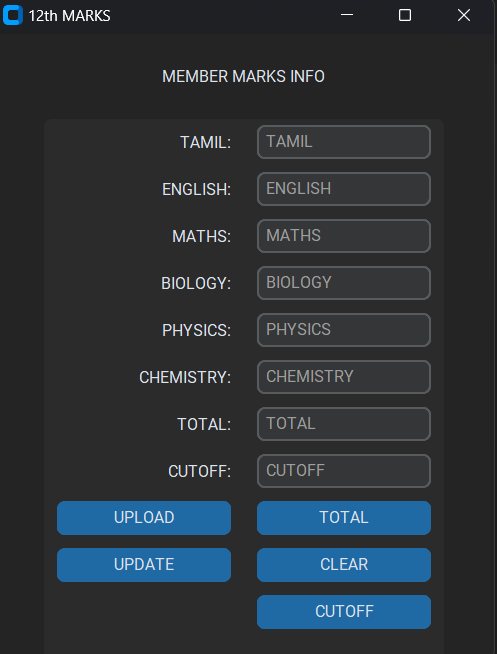 12th MARKS
MEMBER MARKS INFO
TAMIL: TAMIL
ENGLISH: ENGLISH
MATHS: MATHS
BIOLOGY: BIOLOGY
PHYSICS: PHYSICS
CHEMISTRY: CHEMISTRY
TOTAL: TOTAL
CUTOFF: CUTOFF
UPLOAD TOTAL
UPDATE CLEAR
CUTOFF